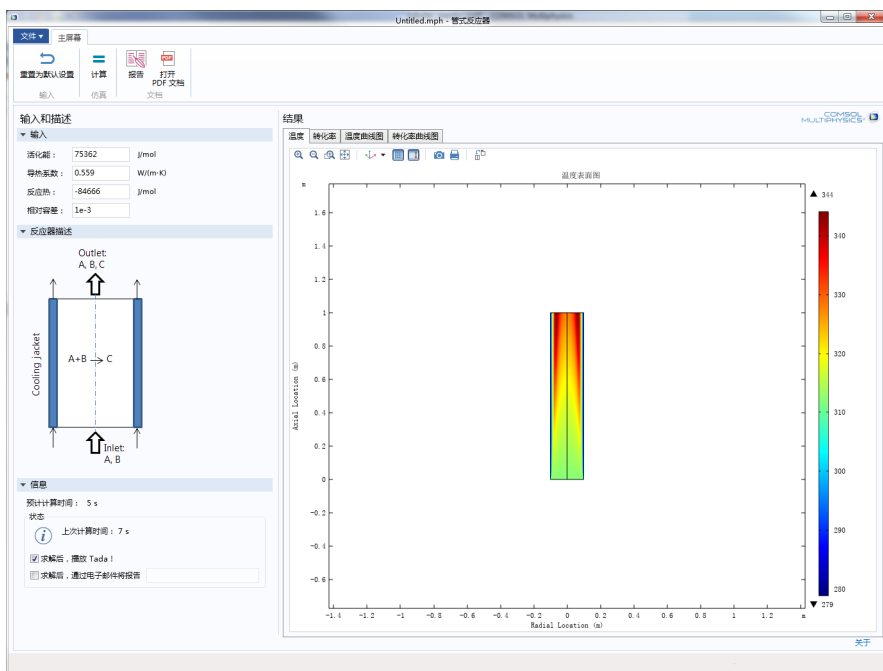 Untitled.mph - 管式反应器
文件
主屏幕
重置为默认设置
计算
报告
打开
PDF 文档
输入
仿真
文档
输入和描述
输入
活化能： 75362 J/mol
导热系数： 0.559 W/(m·K)
反应热： -84666 J/mol
相对容差： 1e-3
反应器描述
Outlet:
A, B, C
Cooling jacket
A+B → C
Inlet:
A, B
信息
预计计算时间： 5 s
状态
上次计算时间： 7 s
求解后，播放 Tada！
求解后，通过电子邮件将报告
结果
COMSOL
MULTIPHYSICS
温度 转化率 温度曲线图 转化率曲线图
温度表面图
m
1.6
1.4
1.2
1
0.8
0.6
0.4
0.2
0
-0.2
-0.4
-0.6
Axial Location (m)
-1.4 -1.2 -1 -0.8 -0.6 -0.4 -0.2 0 0.2 0.4 0.6 0.8 1 1.2 m
Radial Location (m)
▲ 344
340
330
320
310
300
290
280
▼ 279
关于